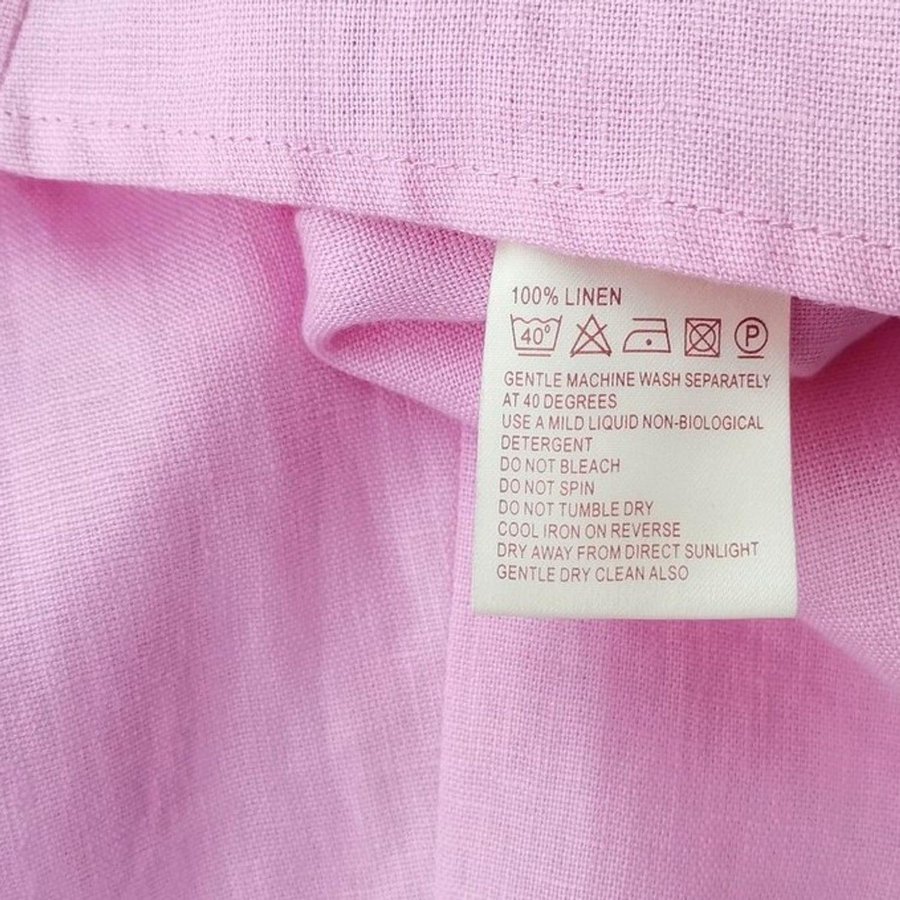 100% LINEN
40° P
GENTLE MACHINE WASH SEPARATELY
AT 40 DEGREES
USE A MILD LIQUID NON-BIOLOGICAL
DETERGENT
DO NOT BLEACH
DO NOT SPIN
DO NOT TUMBLE DRY
COOL IRON ON REVERSE
DRY AWAY FROM DIRECT SUNLIGHT
GENTLE DRY CLEAN ALSO